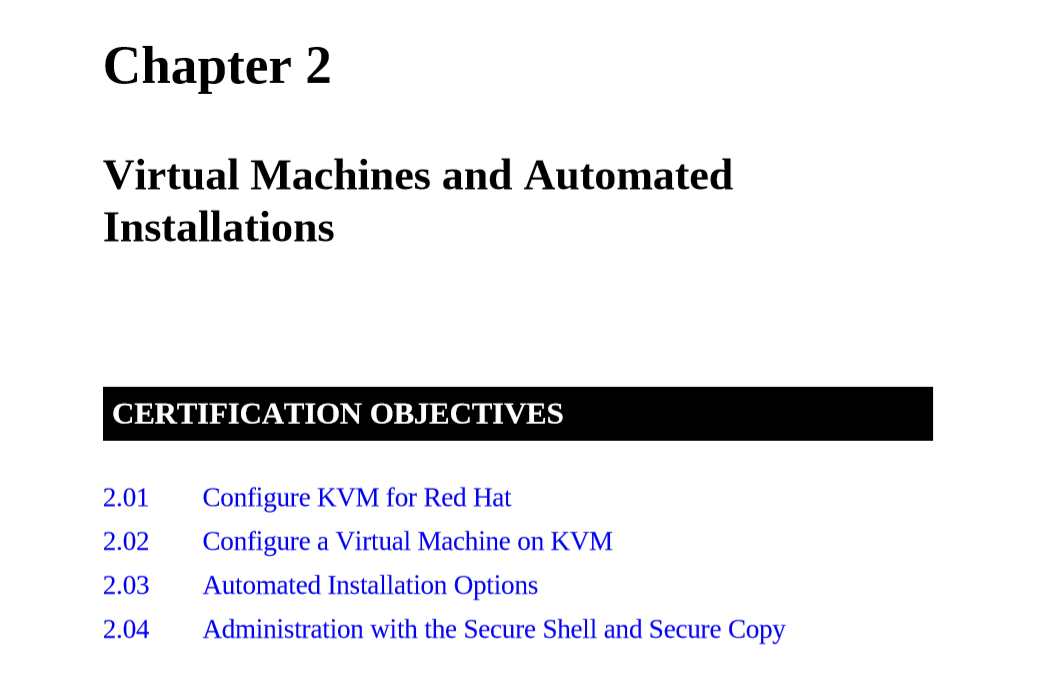 Chapter 2
Virtual Machines and Automated
Installations
CERTIFICATION OBJECTIVES
2.01 Configure KVM for Red Hat
2.02 Configure a Virtual Machine on KVM
2.03 Automated Installation Options
2.04 Administration with the Secure Shell and Secure Copy